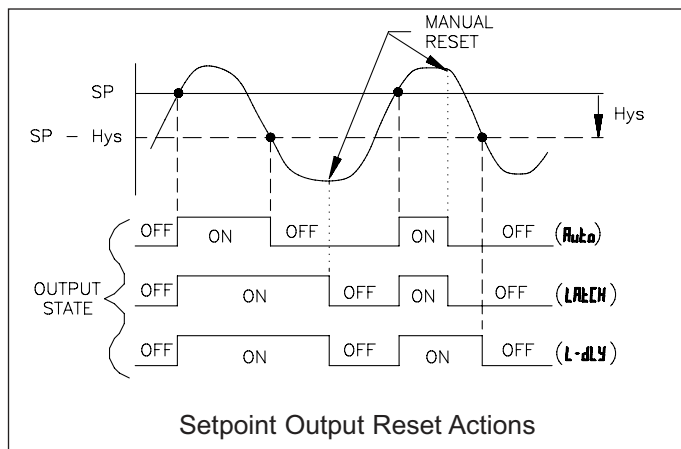 MANUAL
RESET
SP
Hys
SP - Hys
OFF ON OFF ON OFF (Auto)
OUTPUT
STATE
OFF ON OFF ON OFF (LAtCH)
OFF ON OFF ON OFF (L-dLY)
Setpoint Output Reset Actions